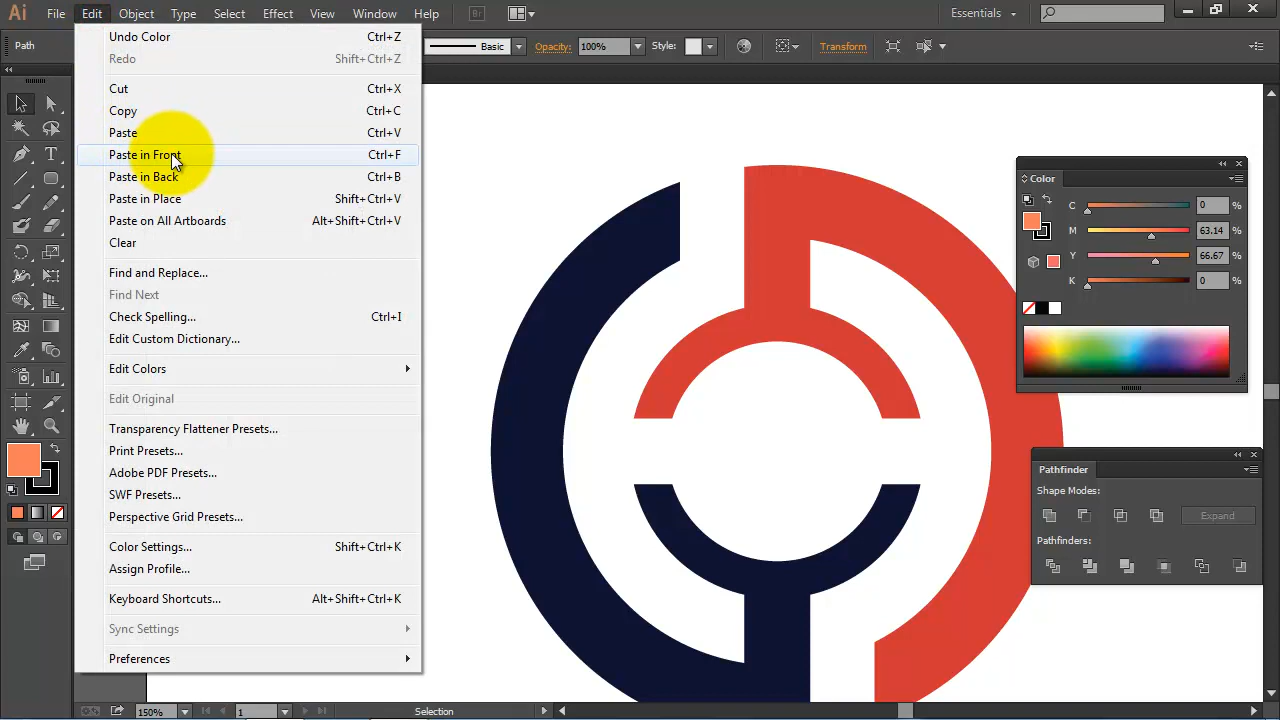 Ai File Edit Object Type Select Effect View Window Help Br Essentials
Path Basic Opacity: 100% Style: Transform
Undo Color Ctrl+Z
Redo Shift+Ctrl+Z
Cut Ctrl+X
Copy Ctrl+C
Paste Ctrl+V
Paste in Front Ctrl+F
Paste in Back Ctrl+B
Paste in Place Shift+Ctrl+V
Paste on All Artboards Alt+Shift+Ctrl+V
Clear
Find and Replace...
Find Next
Check Spelling... Ctrl+I
Edit Custom Dictionary...
Edit Colors
Edit Original
Transparency Flattener Presets...
Print Presets...
Adobe PDF Presets...
SWF Presets...
Perspective Grid Presets...
Color Settings... Shift+Ctrl+K
Assign Profile...
Keyboard Shortcuts... Alt+Shift+Ctrl+K
Sync Settings
Preferences
Color
C 0 %
M 63.14 %
Y 66.67 %
K 0 %
Pathfinder
Shape Modes:
Expand
Pathfinders:
150% 1 Selection